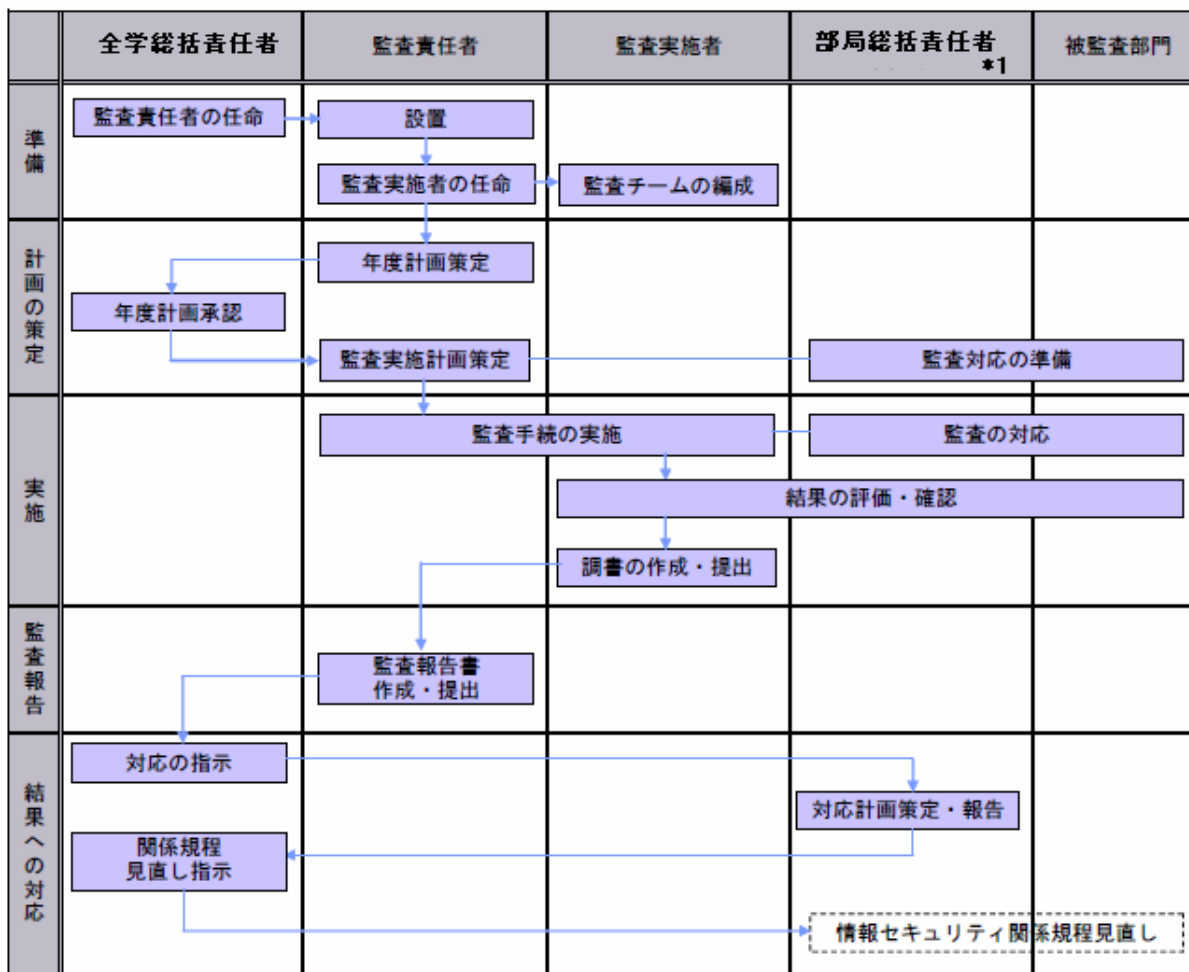 全学総括責任者
監査責任者
監査実施者
部局総括責任者
*1
被監査部門
準備
監査責任者の任命
設置
監査実施者の任命
監査チームの編成
計画の策定
年度計画策定
年度計画承認
監査実施計画策定
監査対応の準備
実施
監査手続の実施
監査の対応
結果の評価・確認
調書の作成・提出
監査報告
監査報告書
作成・提出
結果への対応
対応の指示
対応計画策定・報告
関係規程
見直し指示
情報セキュリティ関係規程見直し